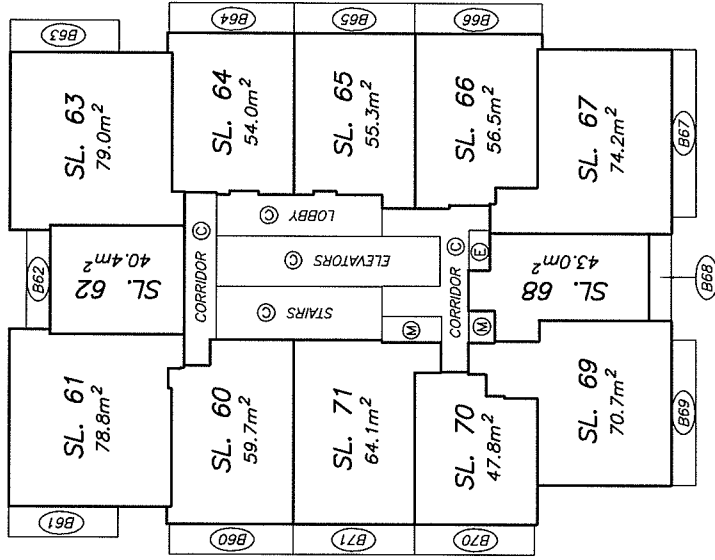 B63
B64
B65
B66
SL. 63
79.0m²
SL. 64
54.0m²
SL. 65
55.3m²
SL. 66
56.5m²
SL. 67
74.2m²
B67
B62
SL. 62
40.4m²
CORRIDOR Ⓒ
LOBBY Ⓒ
ELEVATORS Ⓒ
STAIRS Ⓒ
M
CORRIDOR Ⓒ
E
M
SL. 68
43.0m²
B68
SL. 61
78.8m²
SL. 60
59.7m²
SL. 71
64.1m²
SL. 70
47.8m²
SL. 69
70.7m²
B69
B61
B60
B71
B70